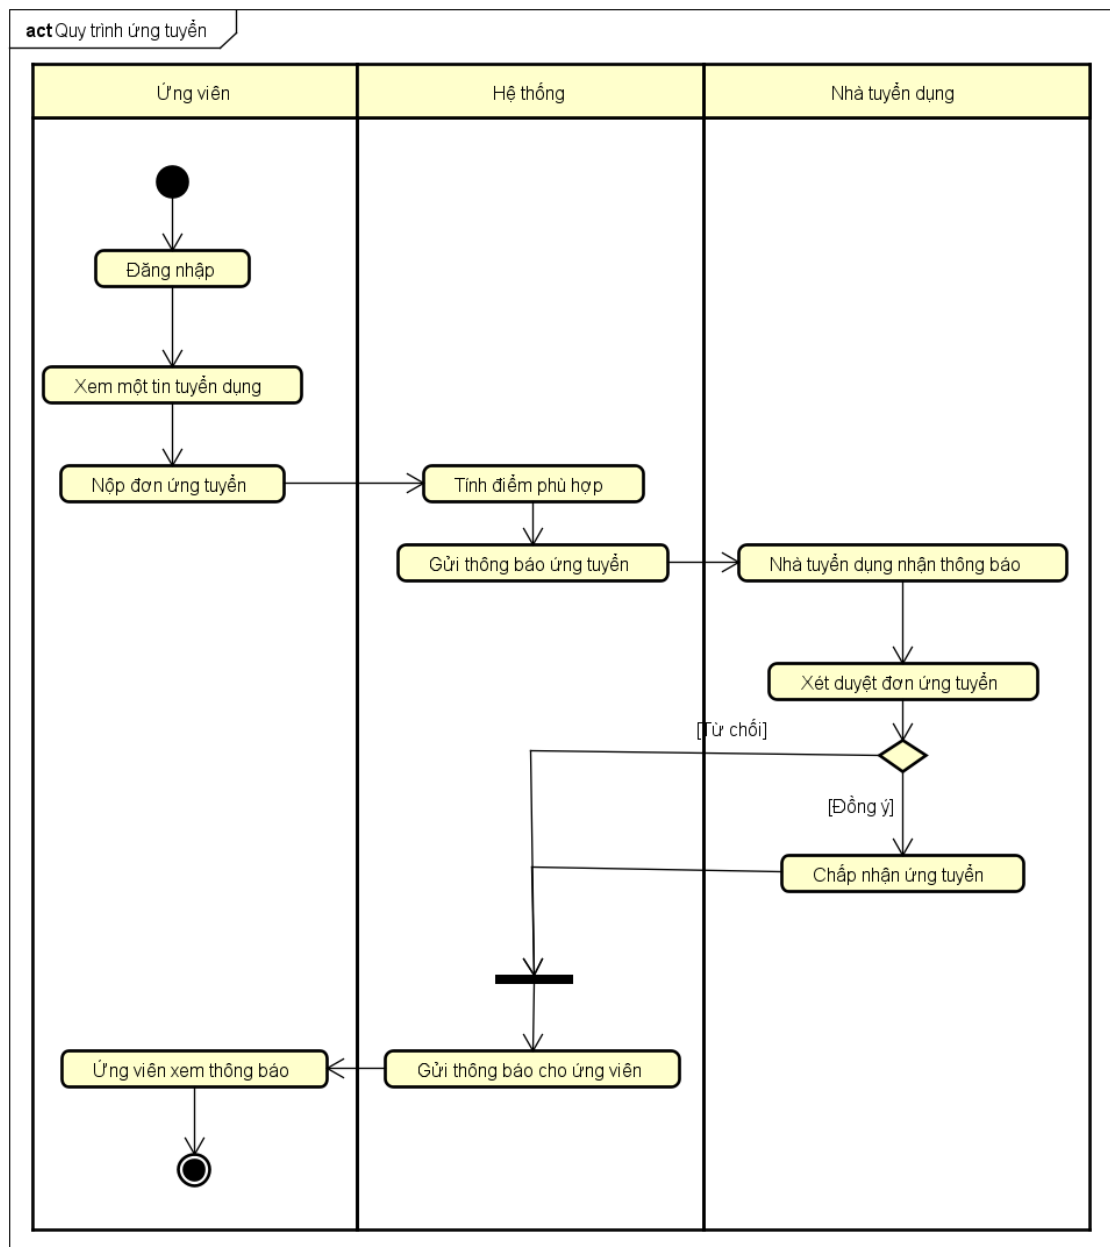 act Quy trình ứng tuyển
Ứng viên
Hệ thống
Nhà tuyển dụng
Đăng nhập
Xem một tin tuyển dụng
Nộp đơn ứng tuyển
Tính điểm phù hợp
Gửi thông báo ứng tuyển
Nhà tuyển dụng nhận thông báo
Xét duyệt đơn ứng tuyển
[Từ chối]
[Đồng ý]
Chấp nhận ứng tuyển
Ứng viên xem thông báo
Gửi thông báo cho ứng viên